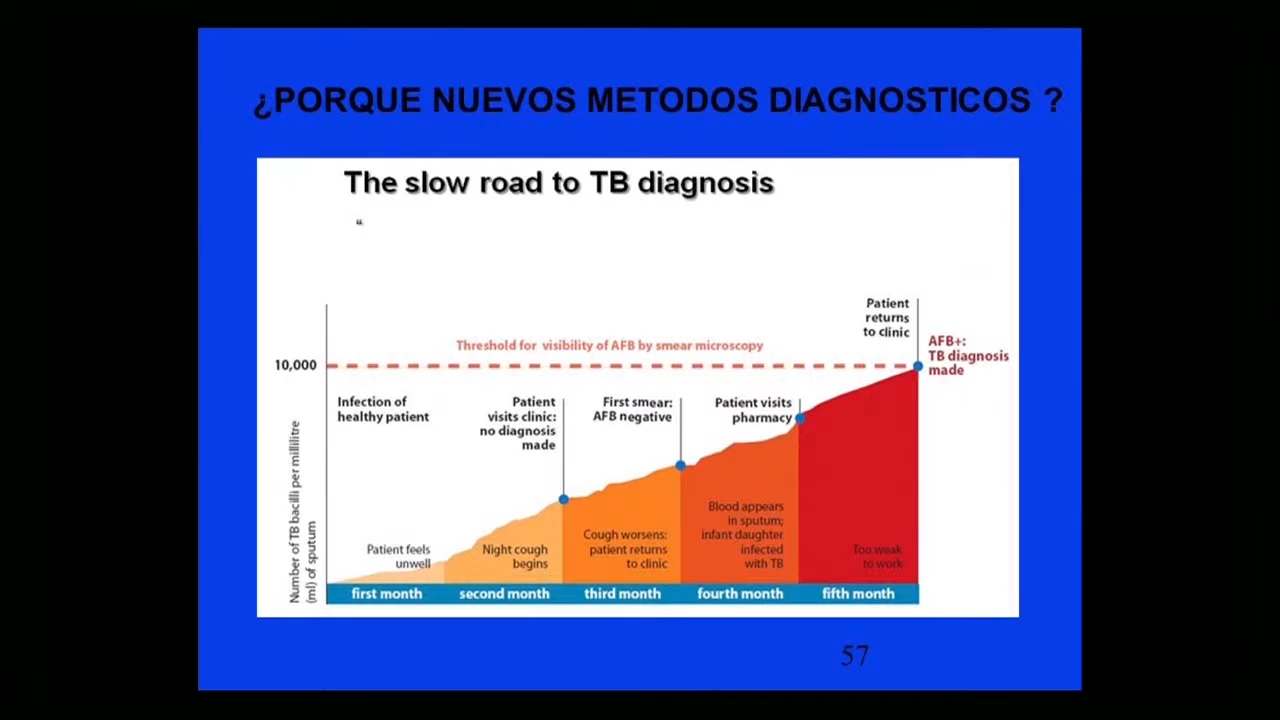 ¿PORQUE NUEVOS METODOS DIAGNOSTICOS ?
The slow road to TB diagnosis
“
Patient
returns
to clinic
AFB+:
TB diagnosis
made
Threshold for visibility of AFB by smear microscopy
10,000
Infection of
healthy patient
Patient
visits clinic:
no diagnosis
made
First smear:
AFB negative
Patient visits
pharmacy
Number of TB bacilli per millilitre
(ml) of sputum
Patient feels
unwell
Night cough
begins
Cough worsens:
patient returns
to clinic
Blood appears
in sputum;
infant daughter
infected
with TB
Too weak
to work
first month
second month
third month
fourth month
fifth month
57